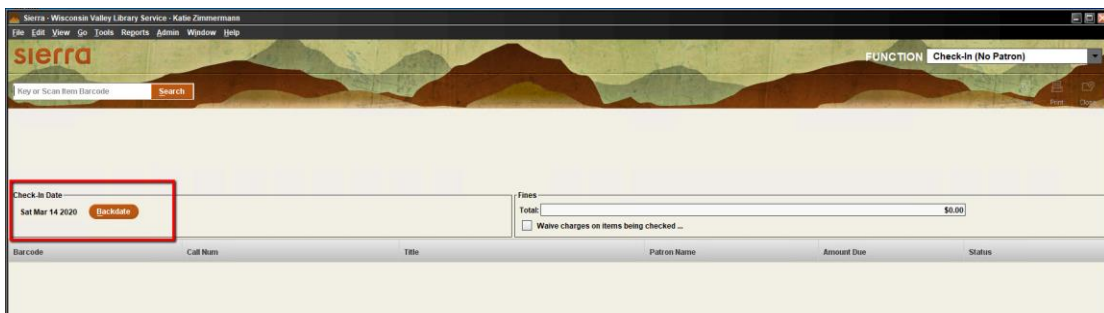 Sierra - Wisconsin Valley Library Service - Katie Zimmermann
File Edit View Go Tools Reports Admin Window Help
sierra
FUNCTION Check-In (No Patron)
Key or Scan Item Barcode Search
Print Close
Check-In Date
Sat Mar 14 2020 Backdate
Fines
Total: $0.00
Waive charges on items being checked ...
Barcode Call Num Title Patron Name Amount Due Status